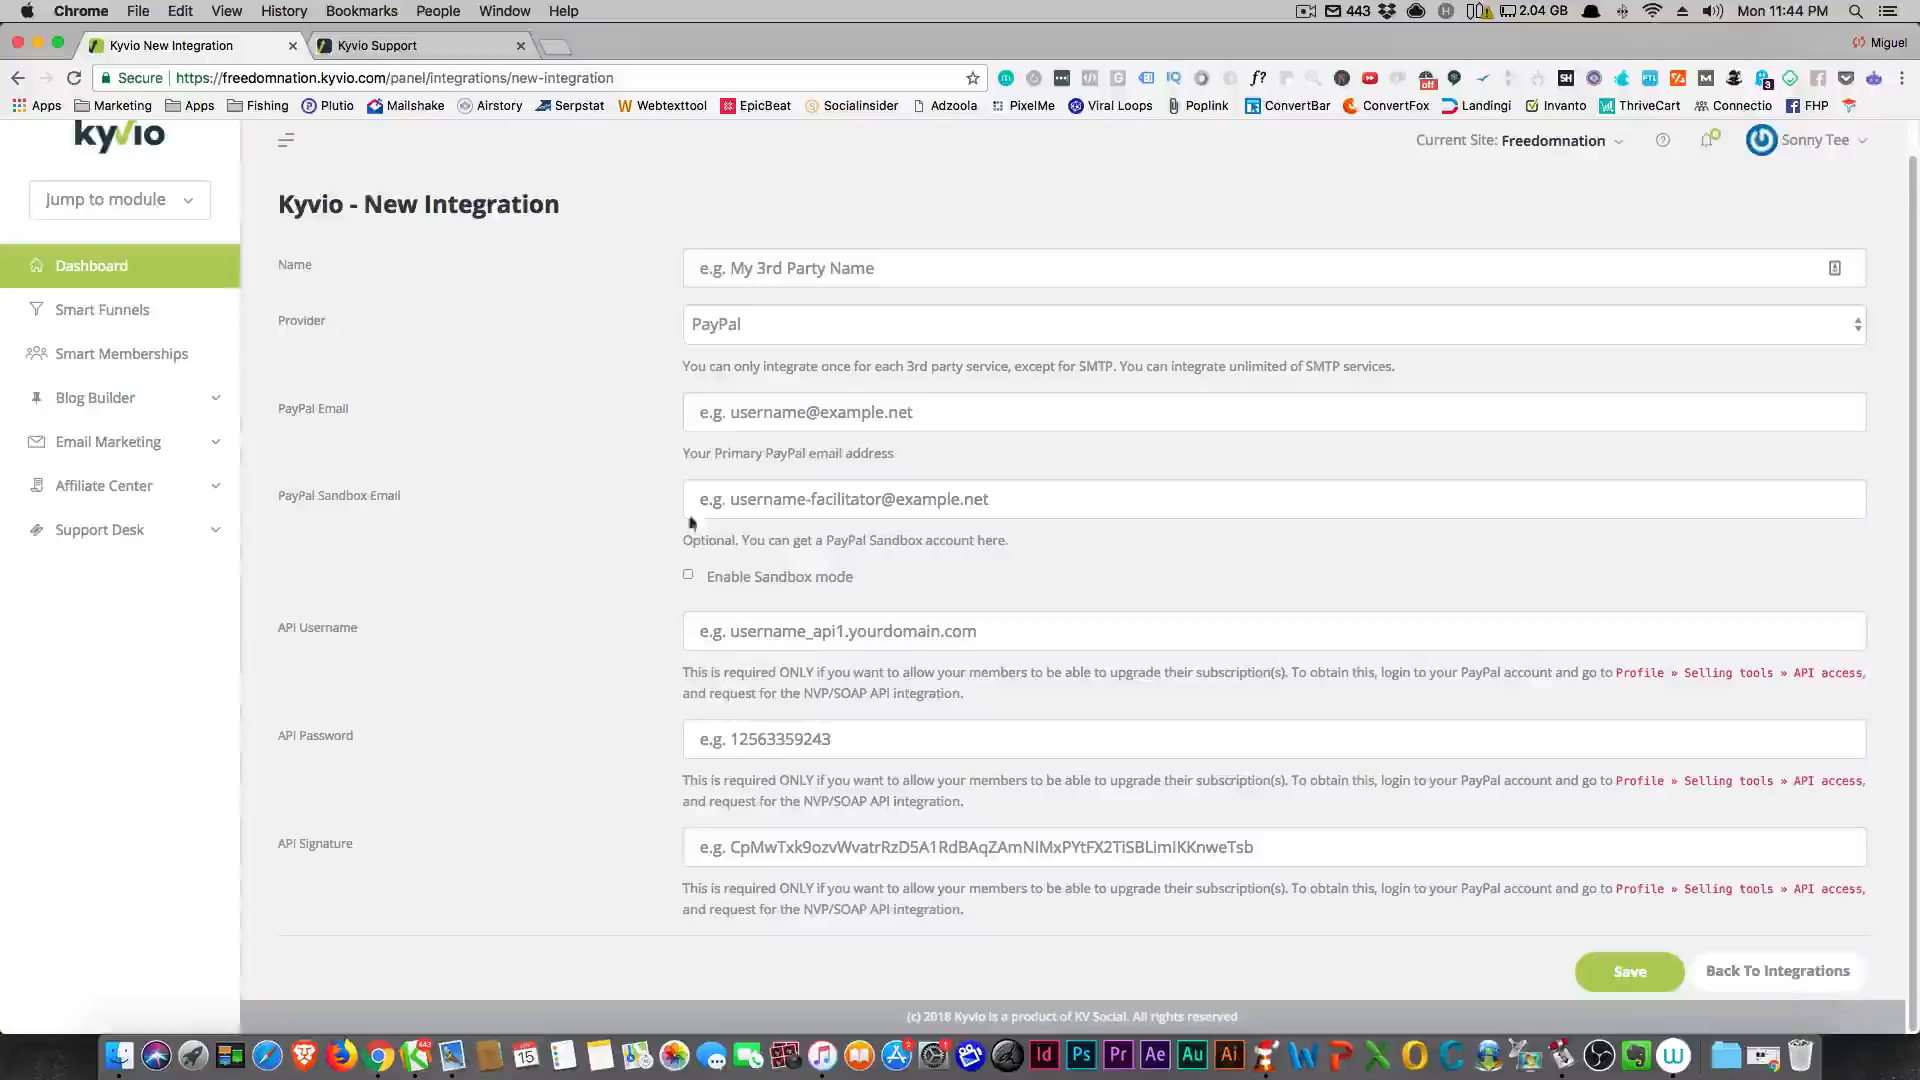 Chrome File Edit View History Bookmarks People Window Help 443 2.04 GB Mon 11:44 PM
Kyvio New Integration Kyvio Support Miguel
Secure https://freedomnation.kyvio.com/panel/integrations/new-integration
Apps Marketing Apps Fishing Plutio Mailshake Airstory Serpstat Webtexttool EpicBeat Socialinsider Adzoola PixelMe Viral Loops Poplink ConvertBar ConvertFox Landingi Invanto ThriveCart Connectio FHP
kyvio
Current Site: Freedomnation
Sonny Tee
Jump to module
Dashboard
Smart Funnels
Smart Memberships
Blog Builder
Email Marketing
Affiliate Center
Support Desk
Kyvio - New Integration
Name
e.g. My 3rd Party Name
Provider
PayPal
You can only integrate once for each 3rd party service, except for SMTP. You can integrate unlimited of SMTP services.
PayPal Email
e.g. username@example.net
Your Primary PayPal email address
PayPal Sandbox Email
e.g. username-facilitator@example.net
Optional. You can get a PayPal Sandbox account here.
Enable Sandbox mode
API Username
e.g. username_api1.yourdomain.com
This is required ONLY if you want to allow your members to be able to upgrade their subscription(s). To obtain this, login to your PayPal account and go to Profile » Selling tools » API access,
and request for the NVP/SOAP API integration.
API Password
e.g. 12563359243
This is required ONLY if you want to allow your members to be able to upgrade their subscription(s). To obtain this, login to your PayPal account and go to Profile » Selling tools » API access,
and request for the NVP/SOAP API integration.
API Signature
e.g. CpMwTxk9ozvWvatrRzD5A1RdBAqZAmNIMxPYtFX2TiSBLimIKKnweTsb
This is required ONLY if you want to allow your members to be able to upgrade their subscription(s). To obtain this, login to your PayPal account and go to Profile » Selling tools » API access,
and request for the NVP/SOAP API integration.
Save
Back To Integrations
(c) 2018 Kyvio is a product of KV Social. All rights reserved